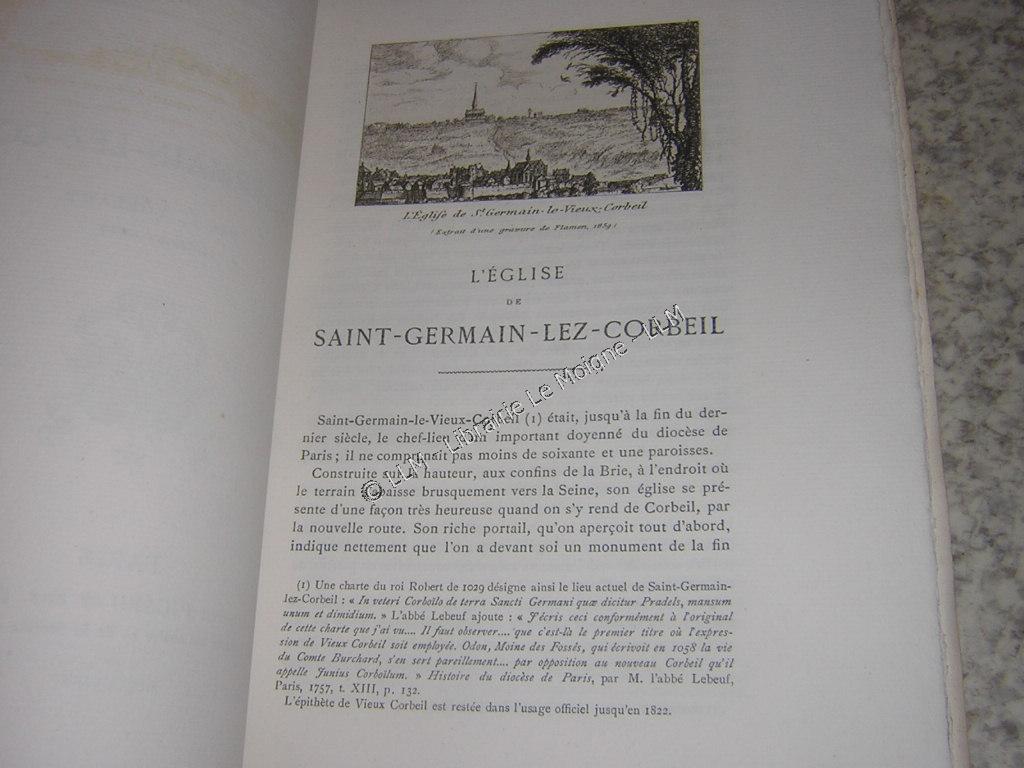 L'Eglise de St Germain-le-Vieux-Corbeil
(Extrait d'une gravure de Flamen, 1659)
L'ÉGLISE
DE
SAINT-GERMAIN-LEZ-CORBEIL
Saint-Germain-le-Vieux-Corbeil (1) était, jusqu'à la fin du der-
nier siècle, le chef-lieu d'un important doyenné du diocèse de
Paris ; il ne comprenait pas moins de soixante et une paroisses.
Construite sur la hauteur, aux confins de la Brie, à l'endroit où
le terrain s'abaisse brusquement vers la Seine, son église se pré-
sente d'une façon très heureuse quand on s'y rend de Corbeil, par
la nouvelle route. Son riche portail, qu'on aperçoit tout d'abord,
indique nettement que l'on a devant soi un monument de la fin
(1) Une charte du roi Robert de 1029 désigne ainsi le lieu actuel de Saint-Germain-
lez-Corbeil : « In veteri Corboïlo de terra Sancti Germani quæ dicitur Pradels, mansum
unum et dimidium. » L'abbé Lebeuf ajoute : « J'écris ceci conformément à l'original
de cette charte que j'ai vu.... Il faut observer.... que c'est-là le premier titre où l'expres-
sion de Vieux Corbeil soit employée. Odon, Moine des Fossés, qui écrivoit en 1058 la vie
du Comte Burchard, s'en sert pareillement.... par opposition au nouveau Corbeil qu'il
appelle Junius Corboilum. » Histoire du diocèse de Paris, par M. l'abbé Lebeuf,
Paris, 1757, t. XIII, p. 132.
L'épithète de Vieux Corbeil est restée dans l'usage officiel jusqu'en 1822.
© LLM - Librairie Le Moigne - LLM